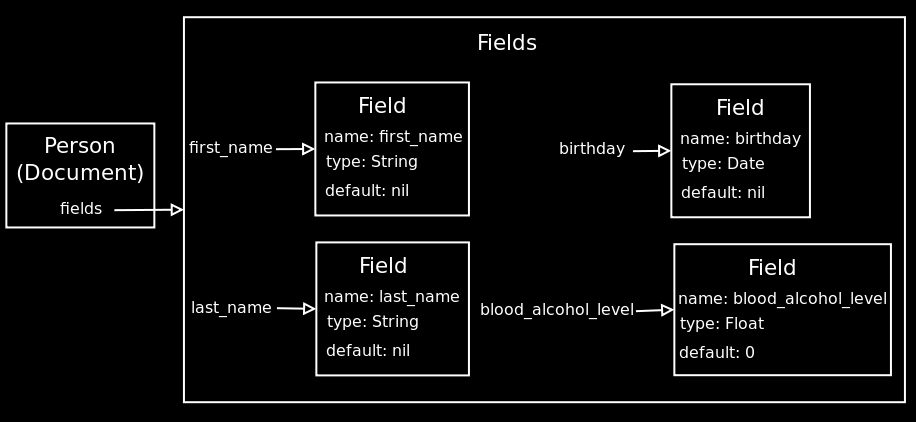 Fields
Person
(Document)
fields
first_name
Field
name: first_name
type: String
default: nil
birthday
Field
name: birthday
type: Date
default: nil
last_name
Field
name: last_name
type: String
default: nil
blood_alcohol_level
Field
name: blood_alcohol_level
type: Float
default: 0